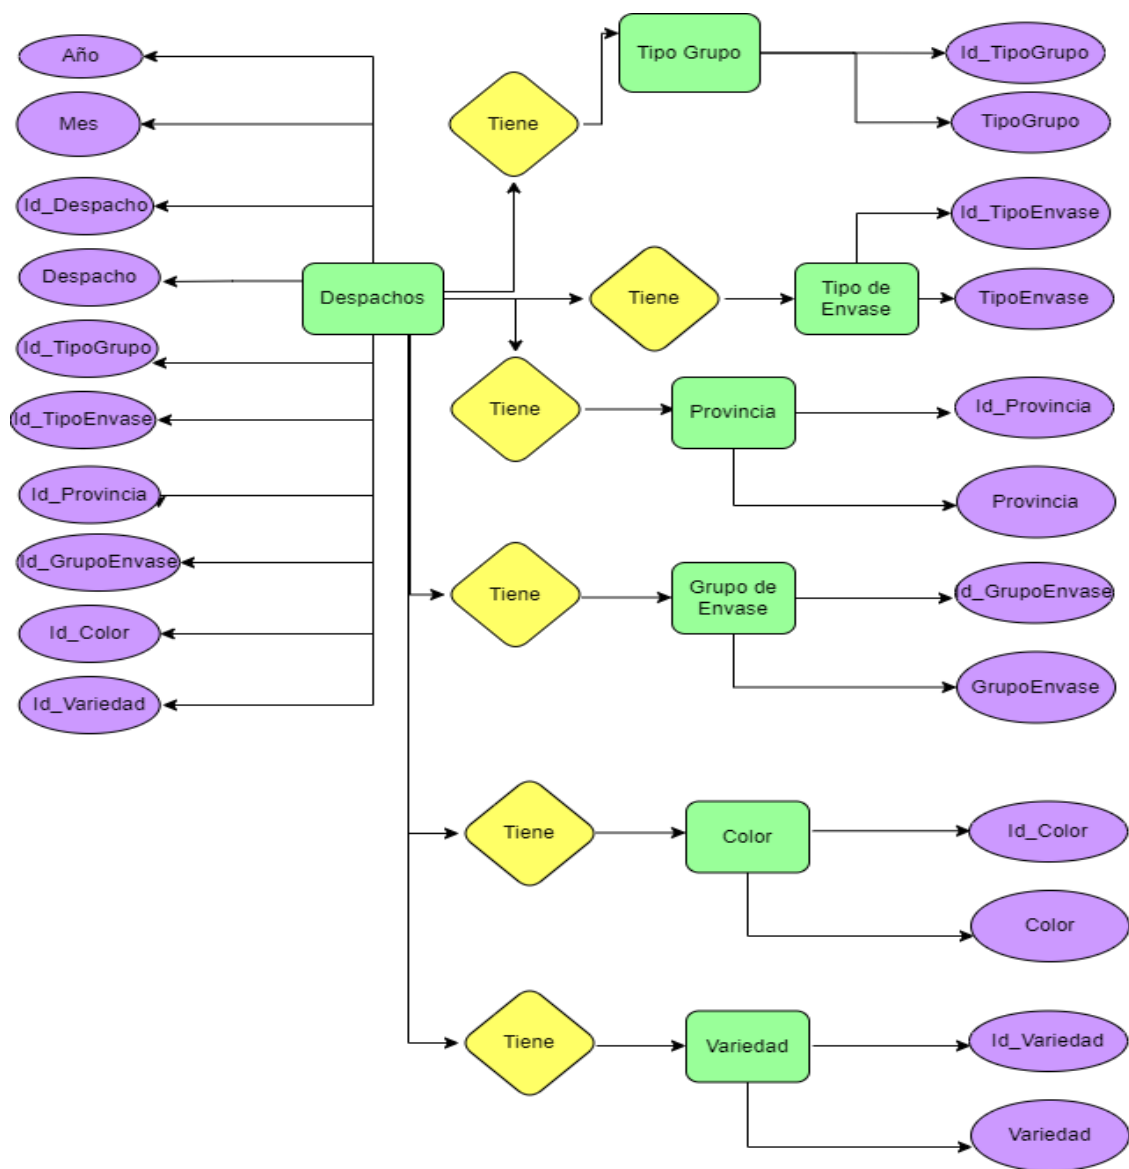 Año
Mes
Id_Despacho
Despacho
Id_TipoGrupo
Id_TipoEnvase
Id_Provincia
Id_GrupoEnvase
Id_Color
Id_Variedad
Despachos
Tiene
Tipo Grupo
Id_TipoGrupo
TipoGrupo
Tiene
Tipo de
Envase
Id_TipoEnvase
TipoEnvase
Tiene
Provincia
Id_Provincia
Provincia
Tiene
Grupo de
Envase
Id_GrupoEnvase
GrupoEnvase
Tiene
Color
Id_Color
Color
Tiene
Variedad
Id_Variedad
Variedad